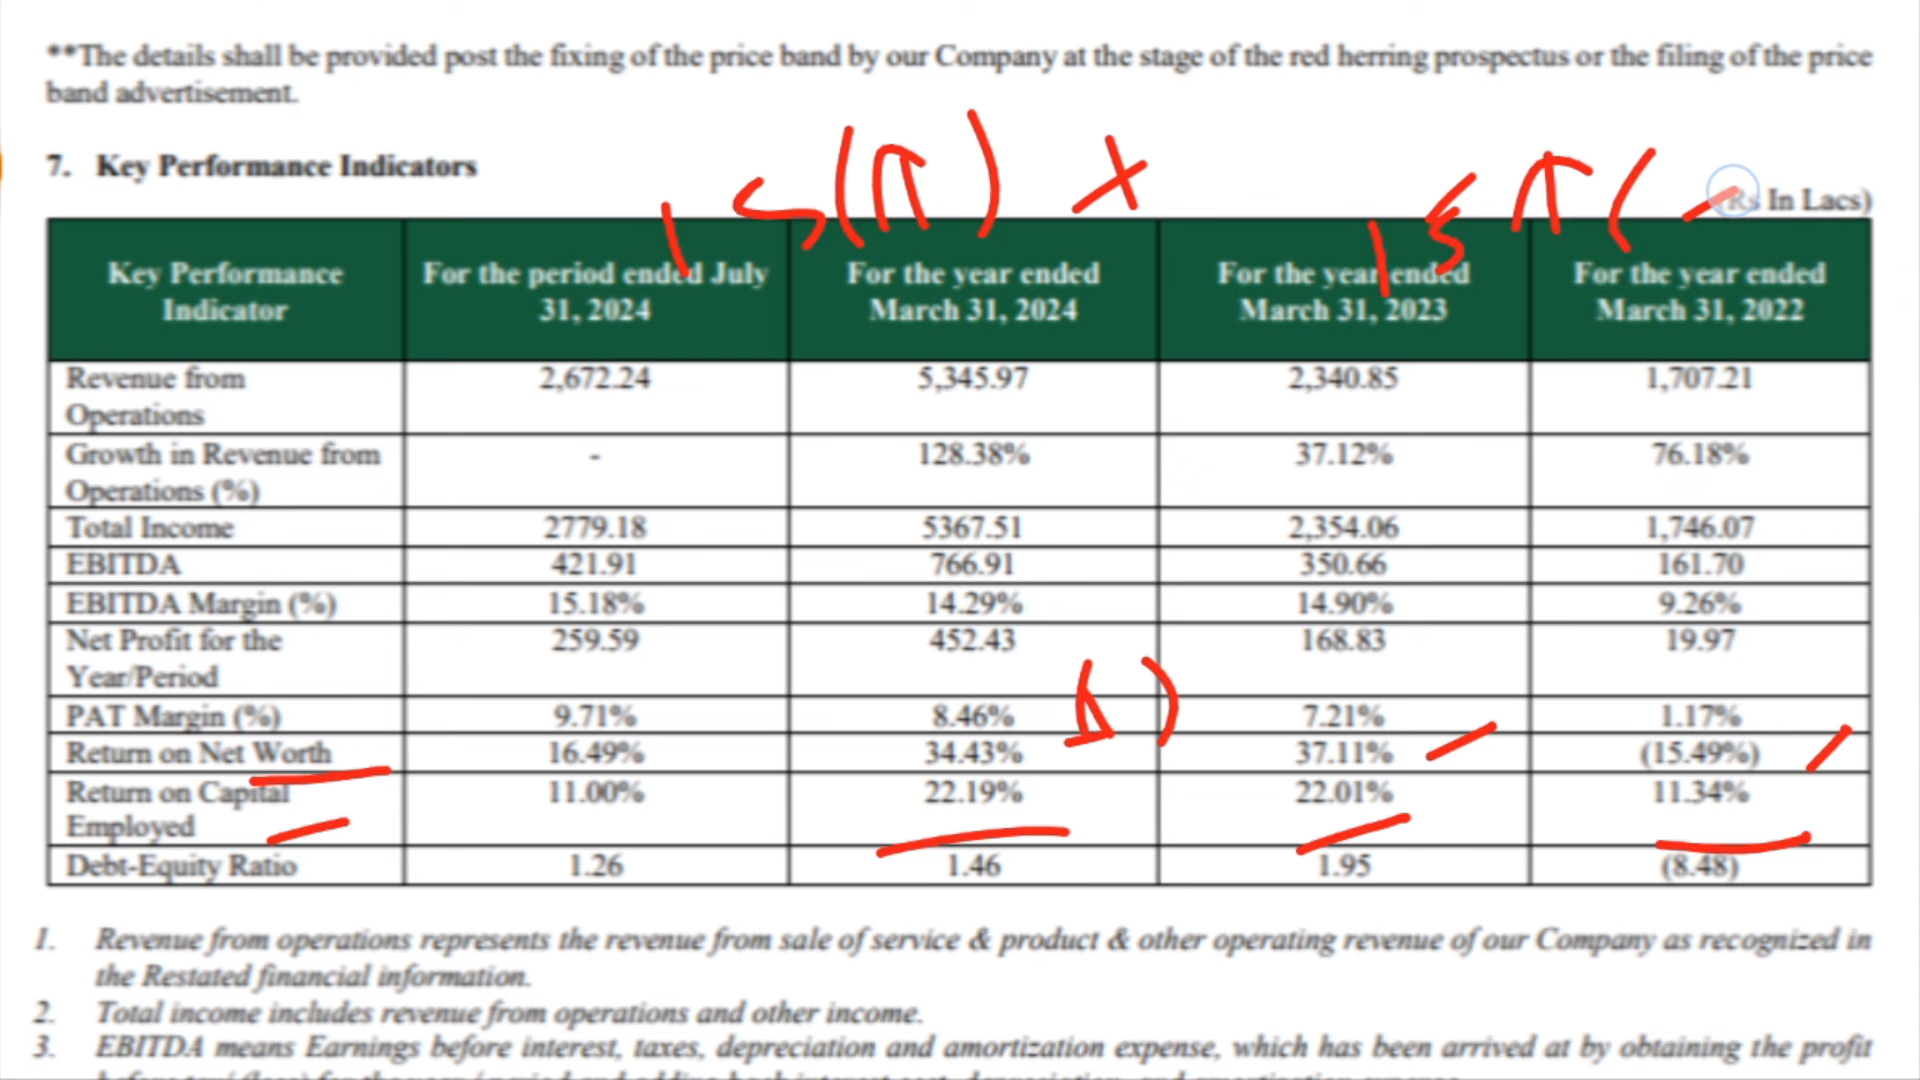 **The details shall be provided post the fixing of the price band by our Company at the stage of the red herring prospectus or the filing of the price
band advertisement.
7. Key Performance Indicators
Rs In Lacs)
Key Performance Indicator | For the period ended July 31, 2024 | For the year ended March 31, 2024 | For the year ended March 31, 2023 | For the year ended March 31, 2022
Revenue from Operations | 2,672.24 | 5,345.97 | 2,340.85 | 1,707.21
Growth in Revenue from Operations (%) | - | 128.38% | 37.12% | 76.18%
Total Income | 2779.18 | 5367.51 | 2,354.06 | 1,746.07
EBITDA | 421.91 | 766.91 | 350.66 | 161.70
EBITDA Margin (%) | 15.18% | 14.29% | 14.90% | 9.26%
Net Profit for the Year/Period | 259.59 | 452.43 | 168.83 | 19.97
PAT Margin (%) | 9.71% | 8.46% | 7.21% | 1.17%
Return on Net Worth | 16.49% | 34.43% | 37.11% | (15.49%)
Return on Capital Employed | 11.00% | 22.19% | 22.01% | 11.34%
Debt-Equity Ratio | 1.26 | 1.46 | 1.95 | (8.48)
1. Revenue from operations represents the revenue from sale of service & product & other operating revenue of our Company as recognized in
the Restated financial information.
2. Total income includes revenue from operations and other income.
3. EBITDA means Earnings before interest, taxes, depreciation and amortization expense, which has been arrived at by obtaining the profit